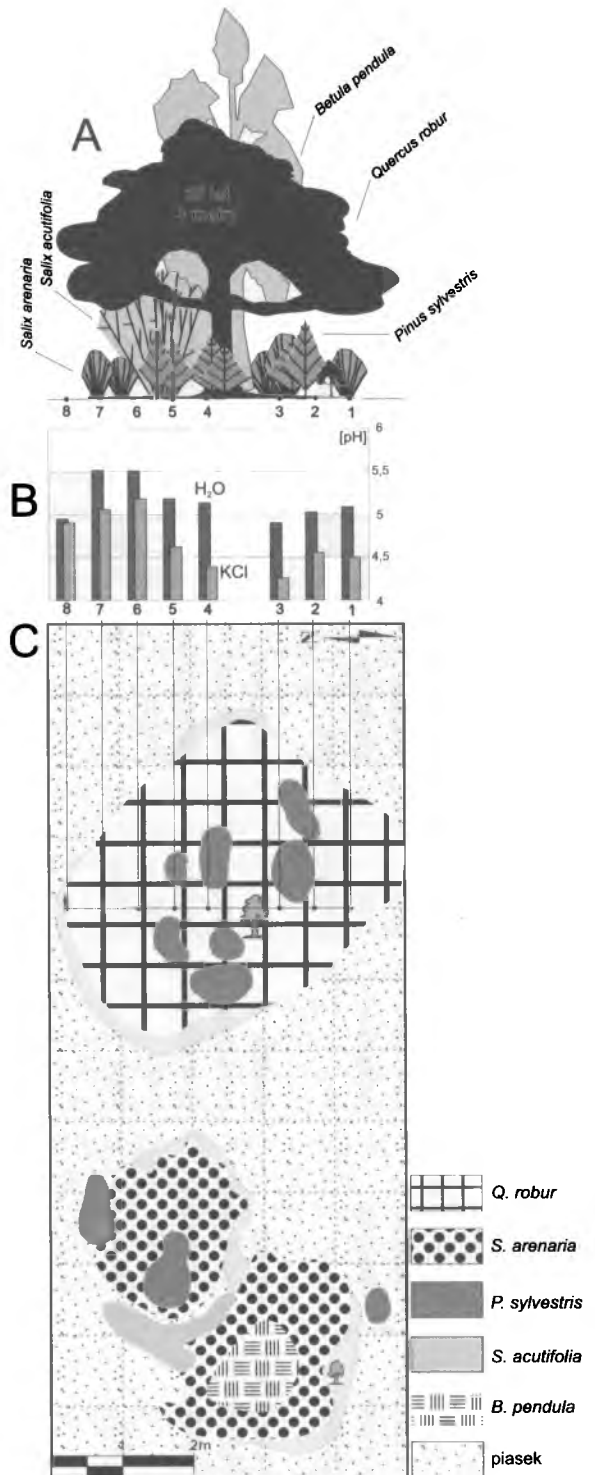 A
Betula pendula
Quercus robur
Salix acutifolia
Salix arenaria
Pinus sylvestris
8 7 6 5 4 3 2 1
B
[pH]
6
5,5
5
4,5
4
H₂O
KCl
8 7 6 5 4 3 2 1
C
Q. robur
S. arenaria
P. sylvestris
S. acutifolia
B. pendula
piasek
2m